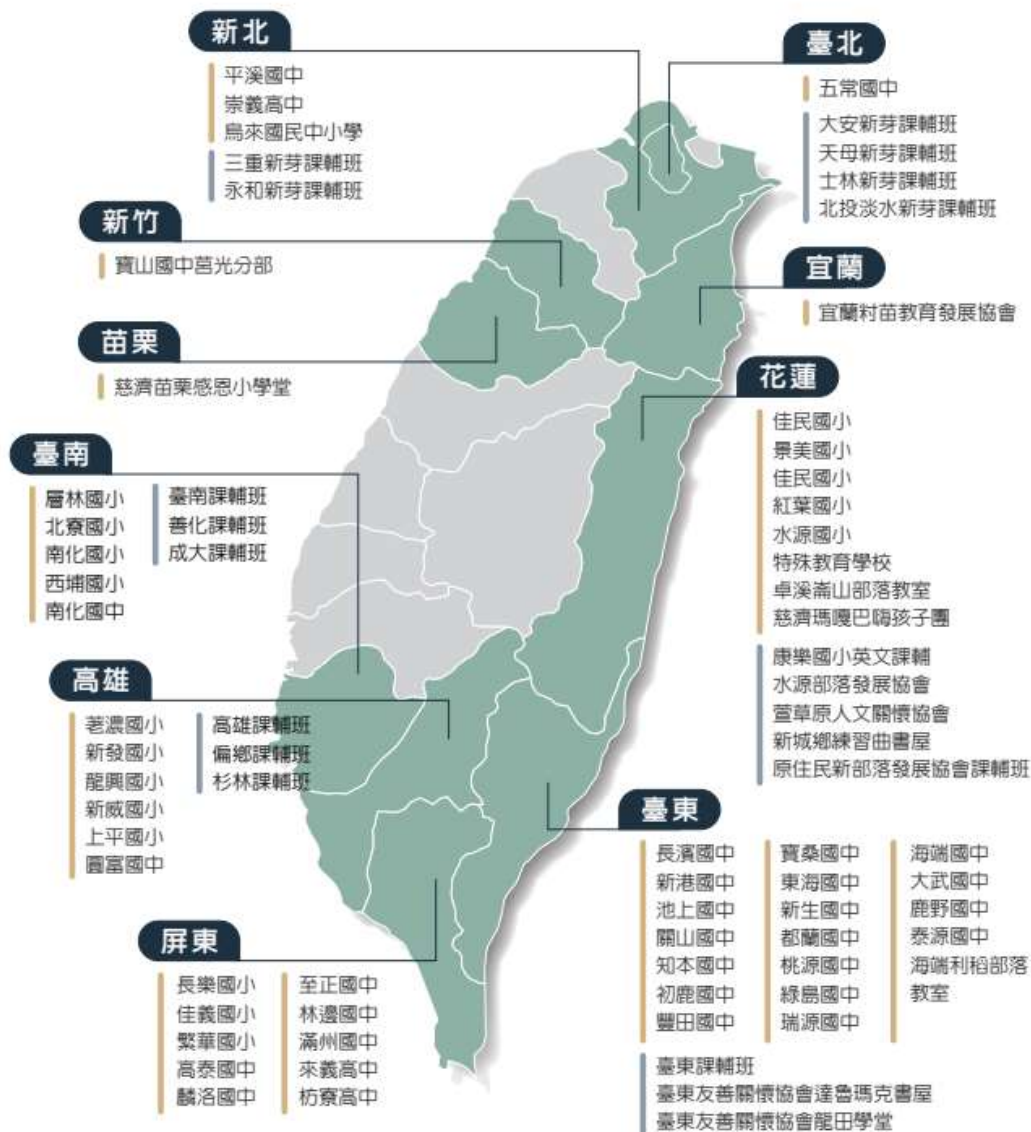 新北
平溪國中
崇義高中
烏來國民中小學
三重新芽課輔班
永和新芽課輔班
臺北
五常國中
大安新芽課輔班
天母新芽課輔班
士林新芽課輔班
北投淡水新芽課輔班
新竹
寶山國中莒光分部
宜蘭
宜蘭籿苗教育發展協會
苗栗
慈濟苗栗感恩小學堂
花蓮
佳民國小
景美國小
佳民國小
紅葉國小
水源國小
特殊教育學校
卓溪崙山部落教室
慈濟瑪嘎巴嗨孩子團
康樂國小英文課輔
水源部落發展協會
萱草原人文關懷協會
新城鄉練習曲書屋
原住民新部落發展協會課輔班
臺南
層林國小
北寮國小
南化國小
西埔國小
南化國中
臺南課輔班
善化課輔班
成大課輔班
高雄
荖濃國小
新發國小
龍興國小
新威國小
上平國小
圓富國中
高雄課輔班
偏鄉課輔班
杉林課輔班
臺東
長濱國中
新港國中
池上國中
關山國中
知本國中
初鹿國中
豐田國中
寶桑國中
東海國中
新生國中
都蘭國中
桃源國中
綠島國中
瑞源國中
海端國中
大武國中
鹿野國中
泰源國中
海端利稻部落
教室
臺東課輔班
臺東友善關懷協會達魯瑪克書屋
臺東友善關懷協會龍田學堂
屏東
長樂國小
佳義國小
繁華國小
高泰國中
麟洛國中
至正國中
林邊國中
滿州國中
來義高中
枋寮高中